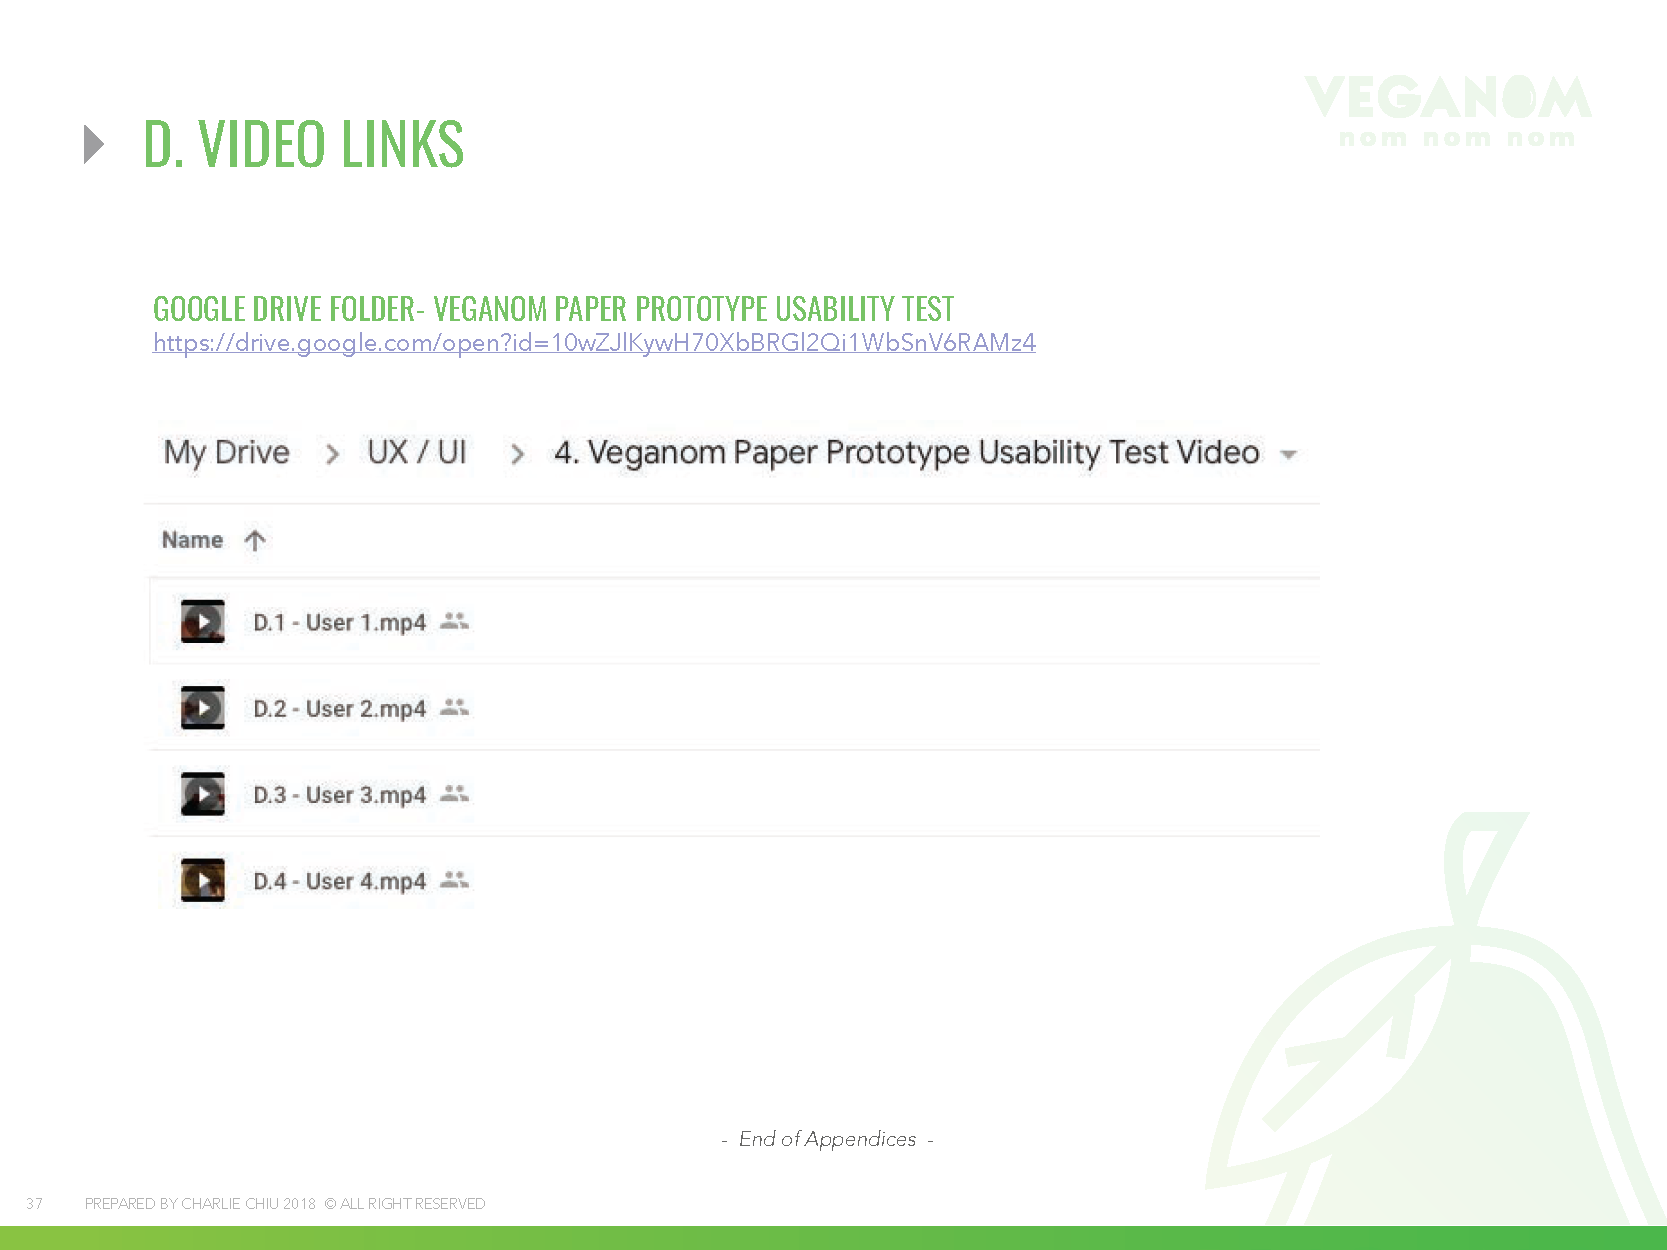 VEGANOM
nom nom nom
D. VIDEO LINKS
GOOGLE DRIVE FOLDER- VEGANOM PAPER PROTOTYPE USABILITY TEST
https://drive.google.com/open?id=10wZJlKywH70XbBRGl2Qi1WbSnV6RAMz4
My Drive > UX / UI > 4. Veganom Paper Prototype Usability Test Video
Name
D.1 - User 1.mp4
D.2 - User 2.mp4
D.3 - User 3.mp4
D.4 - User 4.mp4
- End of Appendices -
37 PREPARED BY CHARLIE CHIU 2018 © ALL RIGHT RESERVED